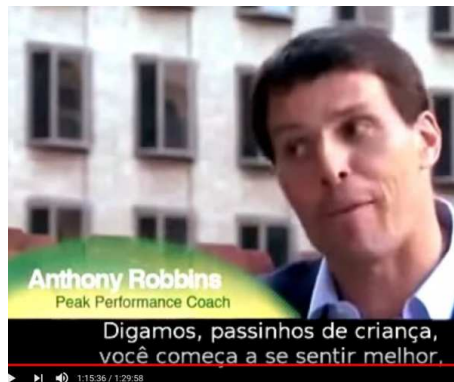 Anthony Robbins
Peak Performance Coach
Digamos, passinhos de criança,
você começa a se sentir melhor,
1:15:36 / 1:29:58